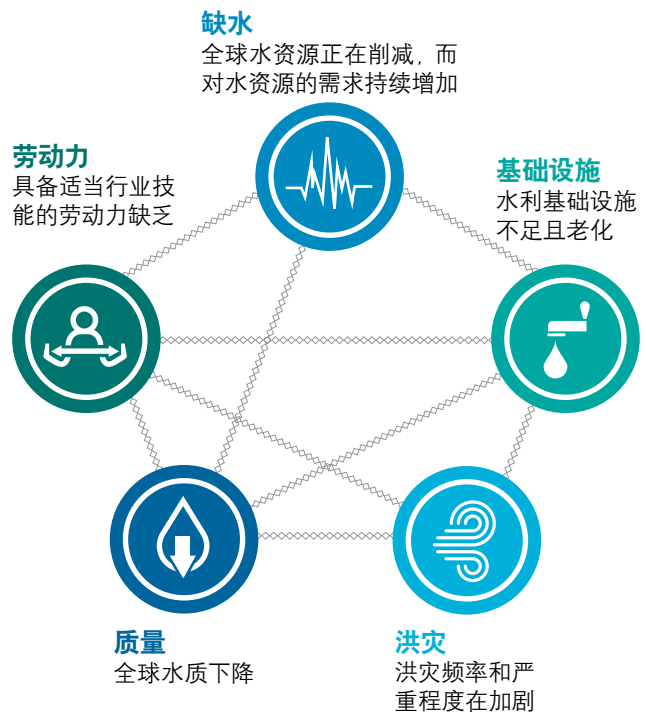 缺水
全球水资源正在削减，而
对水资源的需求持续增加
劳动力
具备适当行业技
能的劳动力缺乏
基础设施
水利基础设施
不足且老化
质量
全球水质下降
洪灾
洪灾频率和严
重程度在加剧